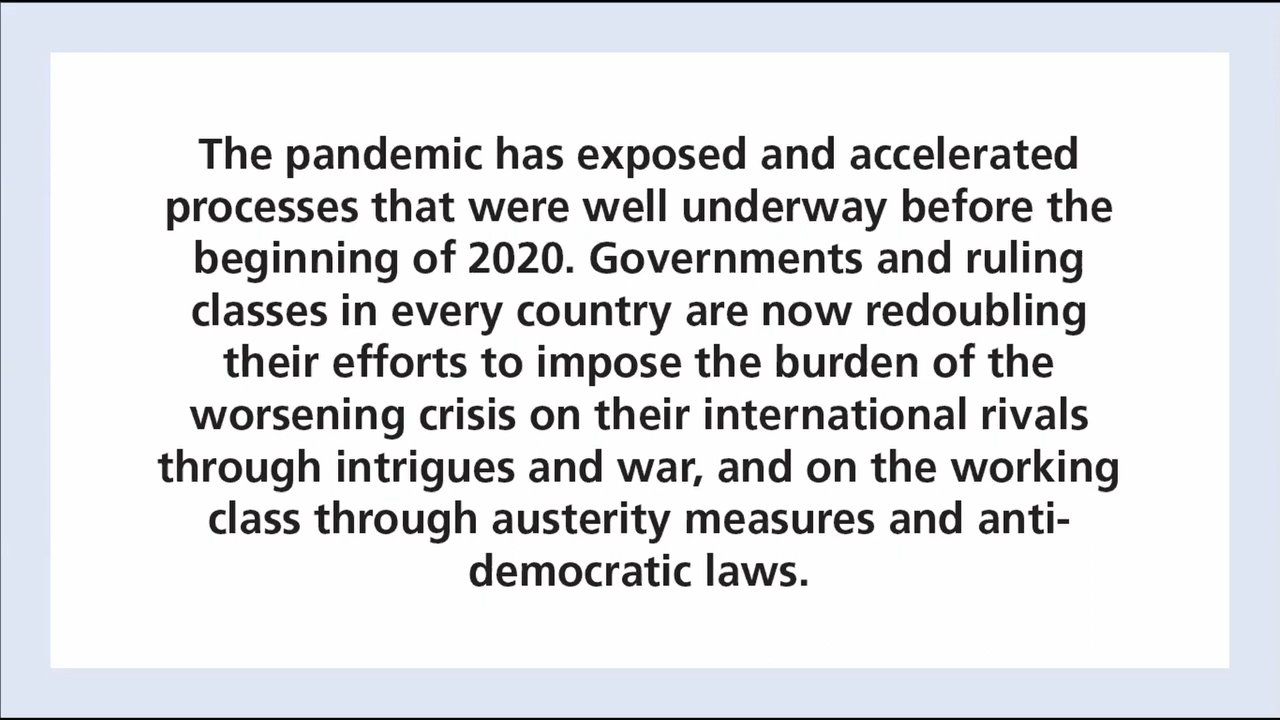 The pandemic has exposed and accelerated
processes that were well underway before the
beginning of 2020. Governments and ruling
classes in every country are now redoubling
their efforts to impose the burden of the
worsening crisis on their international rivals
through intrigues and war, and on the working
class through austerity measures and anti-
democratic laws.